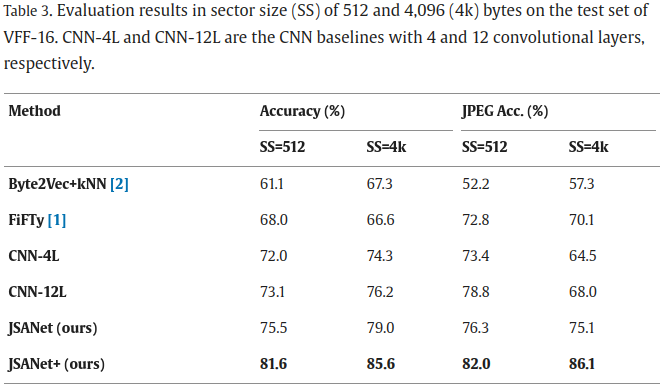 Table 3. Evaluation results in sector size (SS) of 512 and 4,096 (4k) bytes on the test set of
VFF-16. CNN-4L and CNN-12L are the CNN baselines with 4 and 12 convolutional layers,
respectively.
Method Accuracy (%) JPEG Acc. (%)
SS=512 SS=4k SS=512 SS=4k
Byte2Vec+kNN [2] 61.1 67.3 52.2 57.3
FiFTy [1] 68.0 66.6 72.8 70.1
CNN-4L 72.0 74.3 73.4 64.5
CNN-12L 73.1 76.2 78.8 68.0
JSANet (ours) 75.5 79.0 76.3 75.1
JSANet+ (ours) 81.6 85.6 82.0 86.1